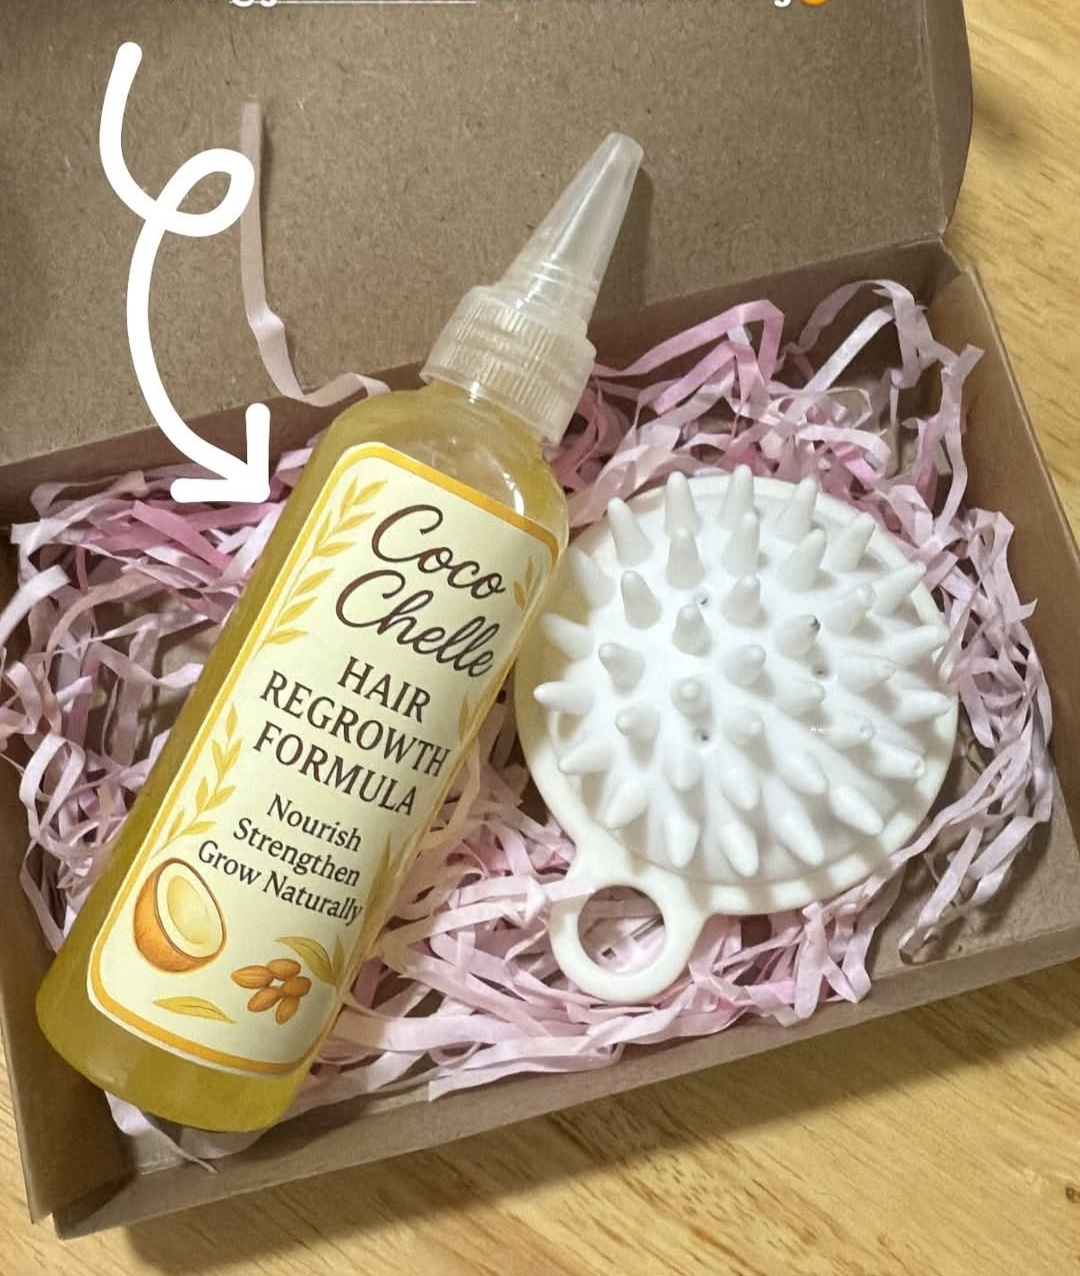 Coco
Chelle
HAIR
REGROWTH
FORMULA
Nourish
Strengthen
Grow Naturally